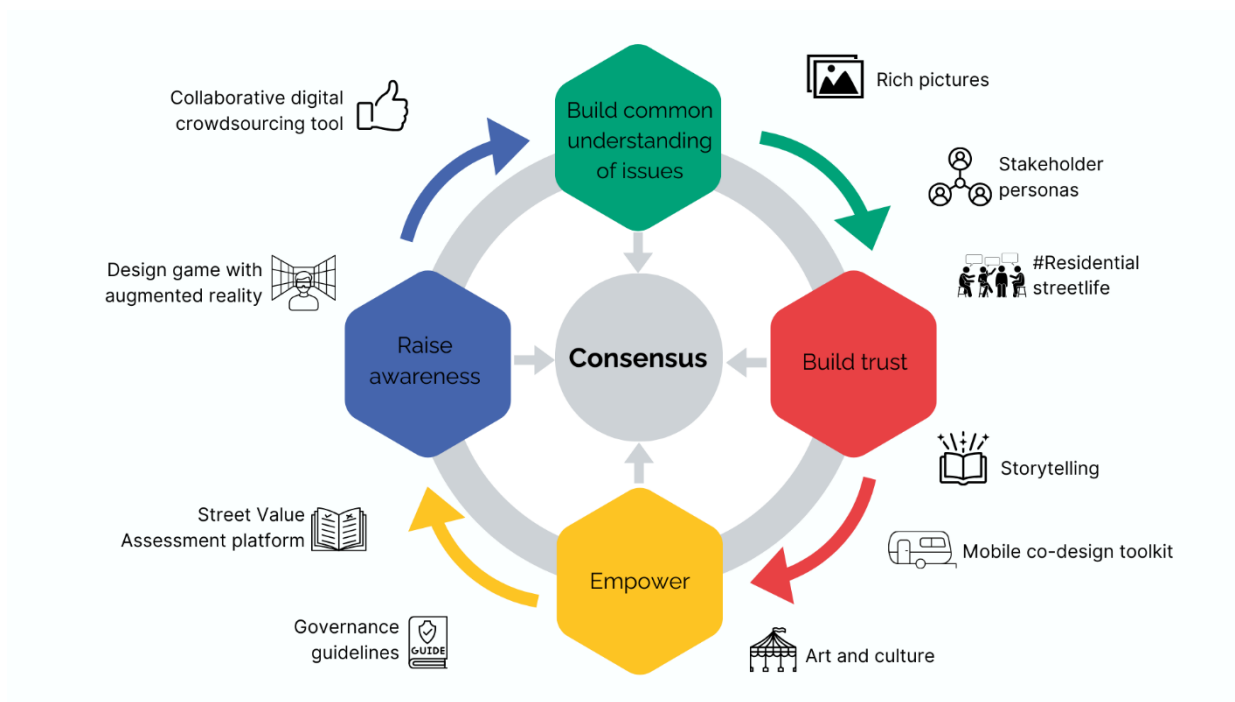 Collaborative digital
crowdsourcing tool
Build common
understanding
of issues
Rich pictures
Stakeholder
personas
#Residential
streetlife
Design game with
augmented reality
Raise
awareness
Consensus
Build trust
Storytelling
Street Value
Assessment platform
Mobile co-design toolkit
Empower
Governance
guidelines
GUIDE
Art and culture